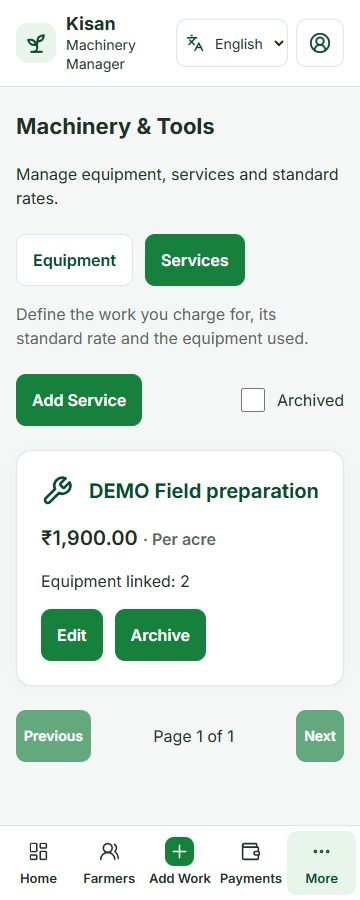 Kisan
Machinery
Manager
English
Machinery & Tools
Manage equipment, services and standard
rates.
Equipment
Services
Define the work you charge for, its
standard rate and the equipment used.
Add Service
Archived
DEMO Field preparation
₹1,900.00 · Per acre
Equipment linked: 2
Edit
Archive
Previous
Page 1 of 1
Next
Home
Farmers
Add Work
Payments
More